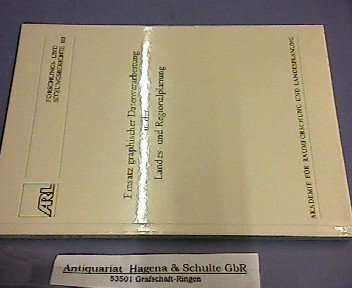 FORSCHUNGS- UND
SITZUNGSBERICHTE 183
ARL
Einsatz graphischer Datenverarbeitung
in der
Landes- und Regionalplanung
AKADEMIE FÜR RAUMFORSCHUNG UND LANDESPLANUNG
Antiquariat Hagena & Schulte GbR
53501 Grafschaft-Ringen